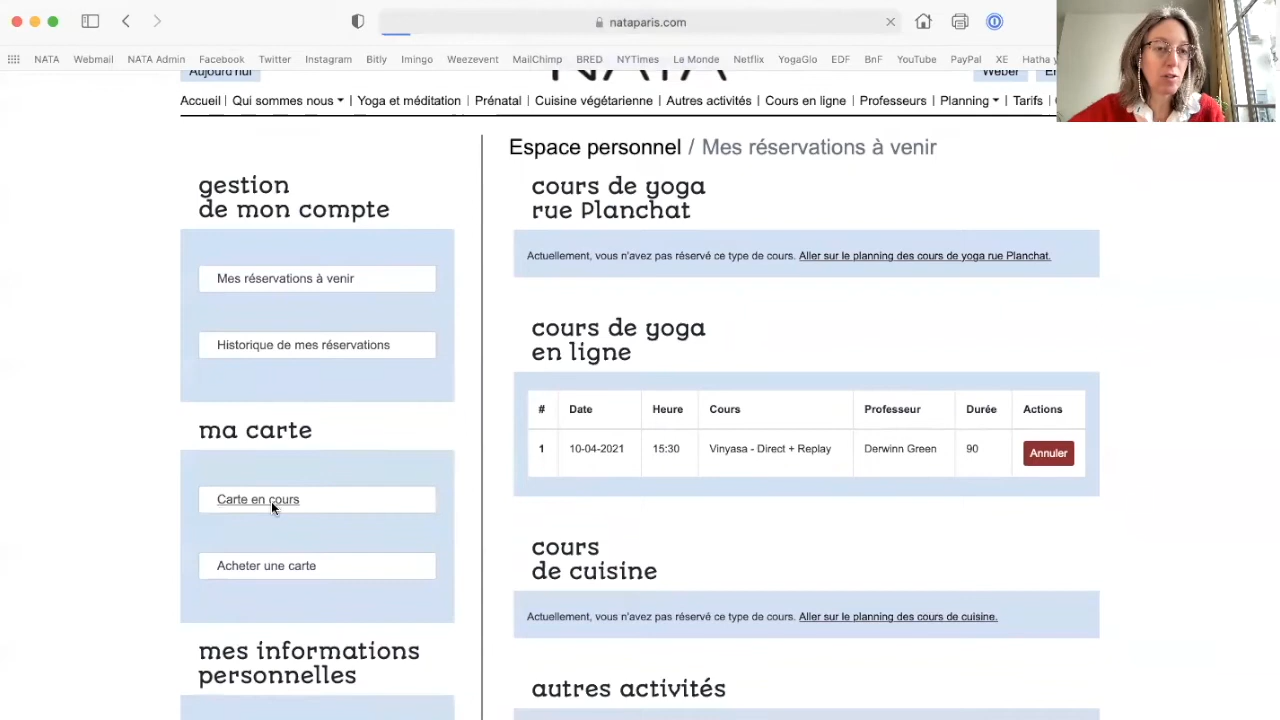 nataparis.com
NATA Webmail NATA Admin Facebook Twitter Instagram Bitly Imingo Weezevent MailChimp BRED NYTimes Le Monde Netflix YogaGlo EDF BnF YouTube PayPal XE Hatha y
Aujourd'hui NATA Weber
Accueil | Qui sommes nous | Yoga et méditation | Prénatal | Cuisine végétarienne | Autres activités | Cours en ligne | Professeurs | Planning | Tarifs |
Espace personnel / Mes réservations à venir
gestion
de mon compte
Mes réservations à venir
Historique de mes réservations
ma carte
Carte en cours
Acheter une carte
mes informations
personnelles
cours de yoga
rue Planchat
Actuellement, vous n'avez pas réservé ce type de cours. Aller sur le planning des cours de yoga rue Planchat.
cours de yoga
en ligne
# Date Heure Cours Professeur Durée Actions
1 10-04-2021 15:30 Vinyasa - Direct + Replay Derwinn Green 90 Annuler
cours
de cuisine
Actuellement, vous n'avez pas réservé ce type de cours. Aller sur le planning des cours de cuisine.
autres activités